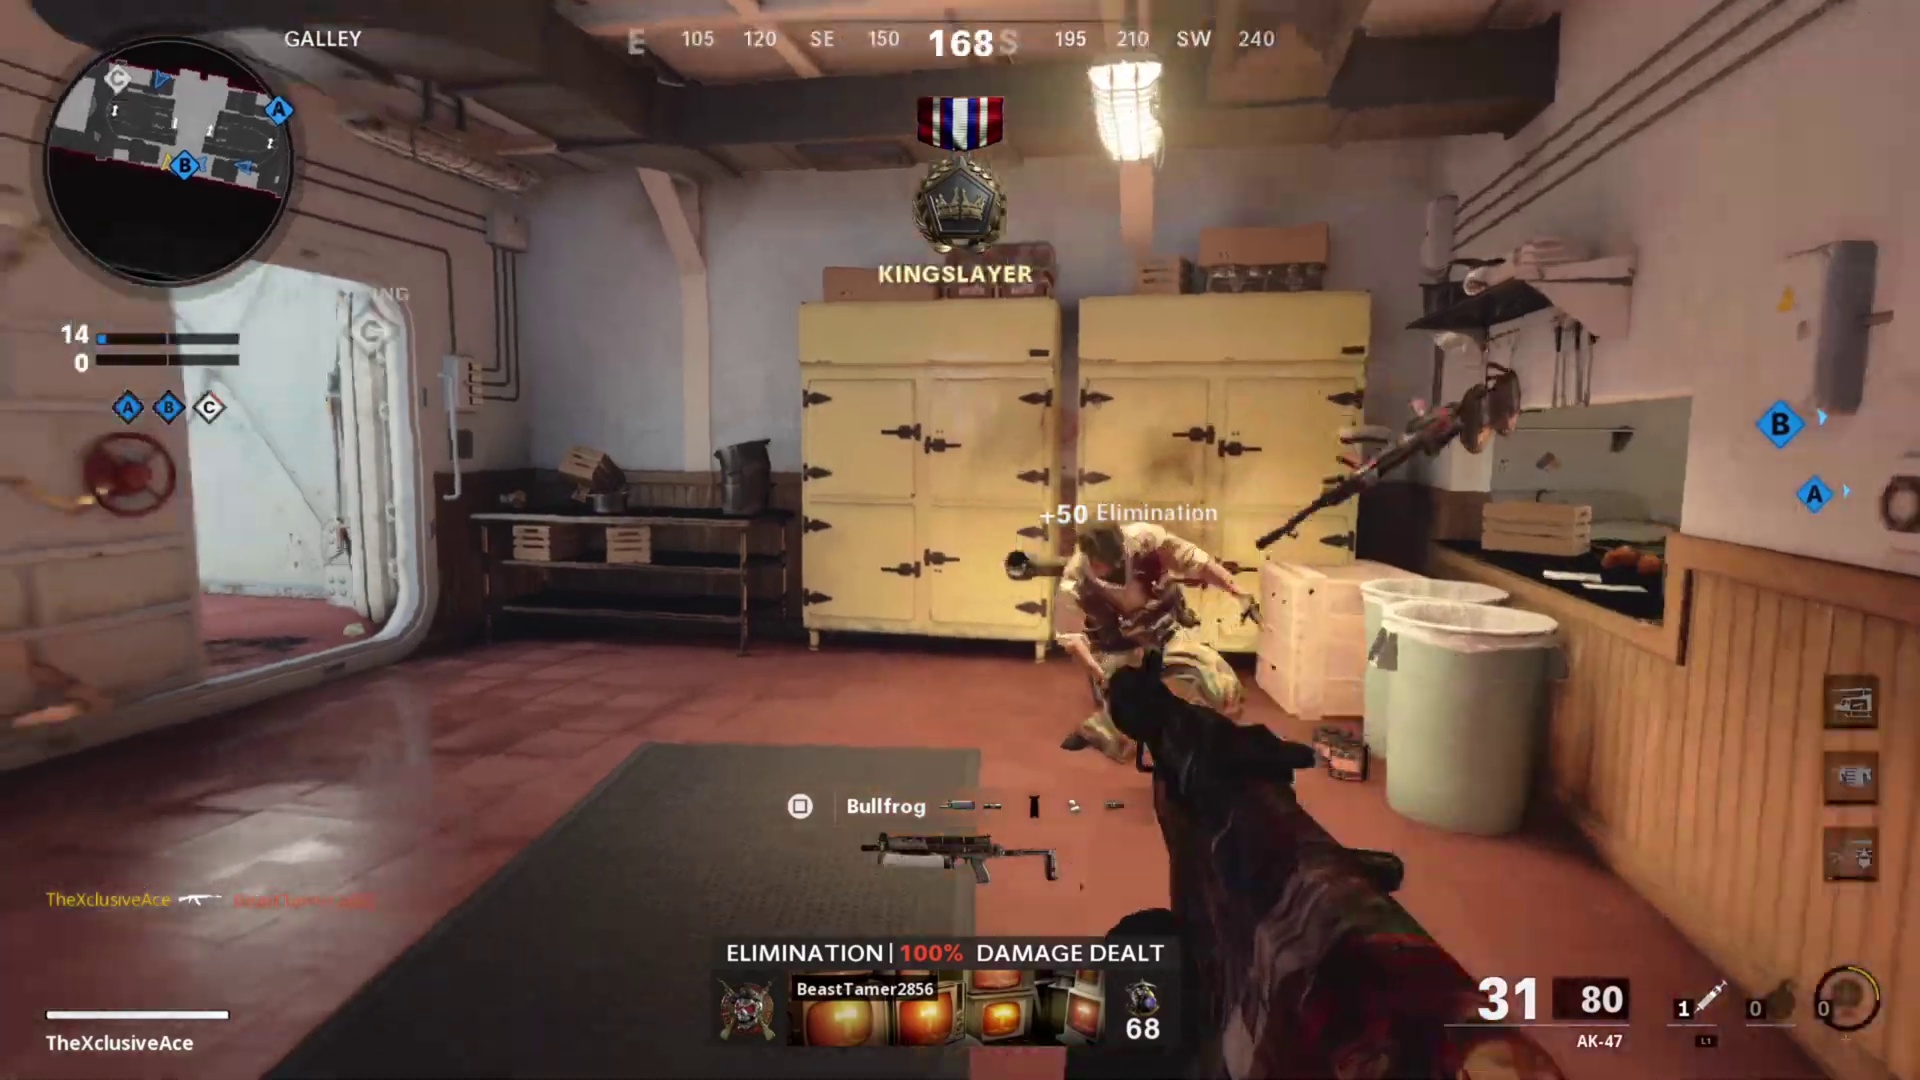 GALLEY
E 105 120 SE 150 168 S 195 210 SW 240
C
A
B
KINGSLAYER
14
0
A B C
B
A
+50 Elimination
Bullfrog
TheXclusiveAce
ELIMINATION | 100% DAMAGE DEALT
BeastTamer2856
68
31 80
AK-47
1 0 0
L1
TheXclusiveAce